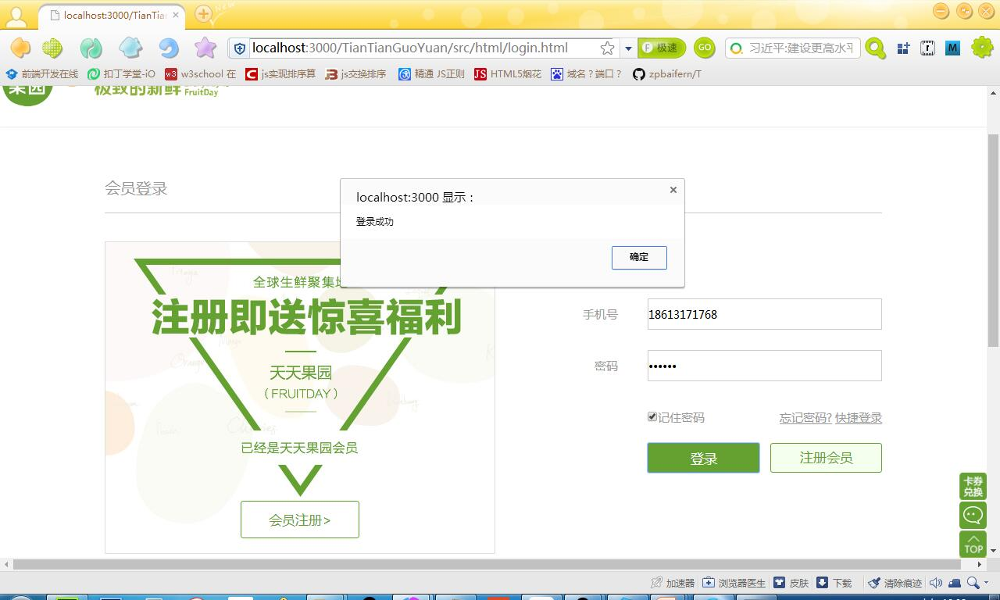 localhost:3000/TianTia
New
localhost:3000/TianTianGuoYuan/src/html/login.html
极速
GO
习近平:建设更高水平
前端开发在线
扣丁学堂-iO
w3school 在
js实现排序算
js交换排序
精通 JS正则
HTML5烟花
域名？端口？
zpbaifern/T
果园
极致的新鲜
FruitDay
会员登录
localhost:3000 显示：
登录成功
确定
全球生鲜聚集
注册即送惊喜福利
天天果园
（FRUITDAY）
已经是天天果园会员
会员注册>
手机号
18613171768
密码
••••••
记住密码
忘记密码?
快捷登录
登录
注册会员
卡券
兑换
TOP
加速器
浏览器医生
皮肤
下载
清除痕迹